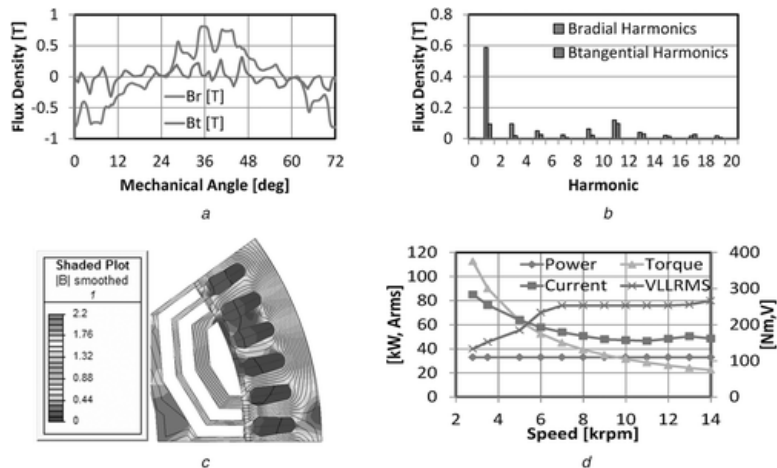 1
0.5
0
-0.5
-1
Flux Density [T]
Br [T]
Bt [T]
0 12 24 36 48 60 72
Mechanical Angle [deg]
a
0.8
0.6
0.4
0.2
0
Flux Density [T]
Bradial Harmonics
Btangential Harmonics
0 2 4 6 8 10 12 14 16 18 20
Harmonic
b
Shaded Plot
|B| smoothed
1
2.2
1.76
1.32
0.88
0.44
0
c
120
100
80
60
40
20
0
[kW, Arms]
Power
Torque
Current
VLLRMS
400
300
200
100
0
[Nm,V]
2 4 6 8 10 12 14
Speed [krpm]
d